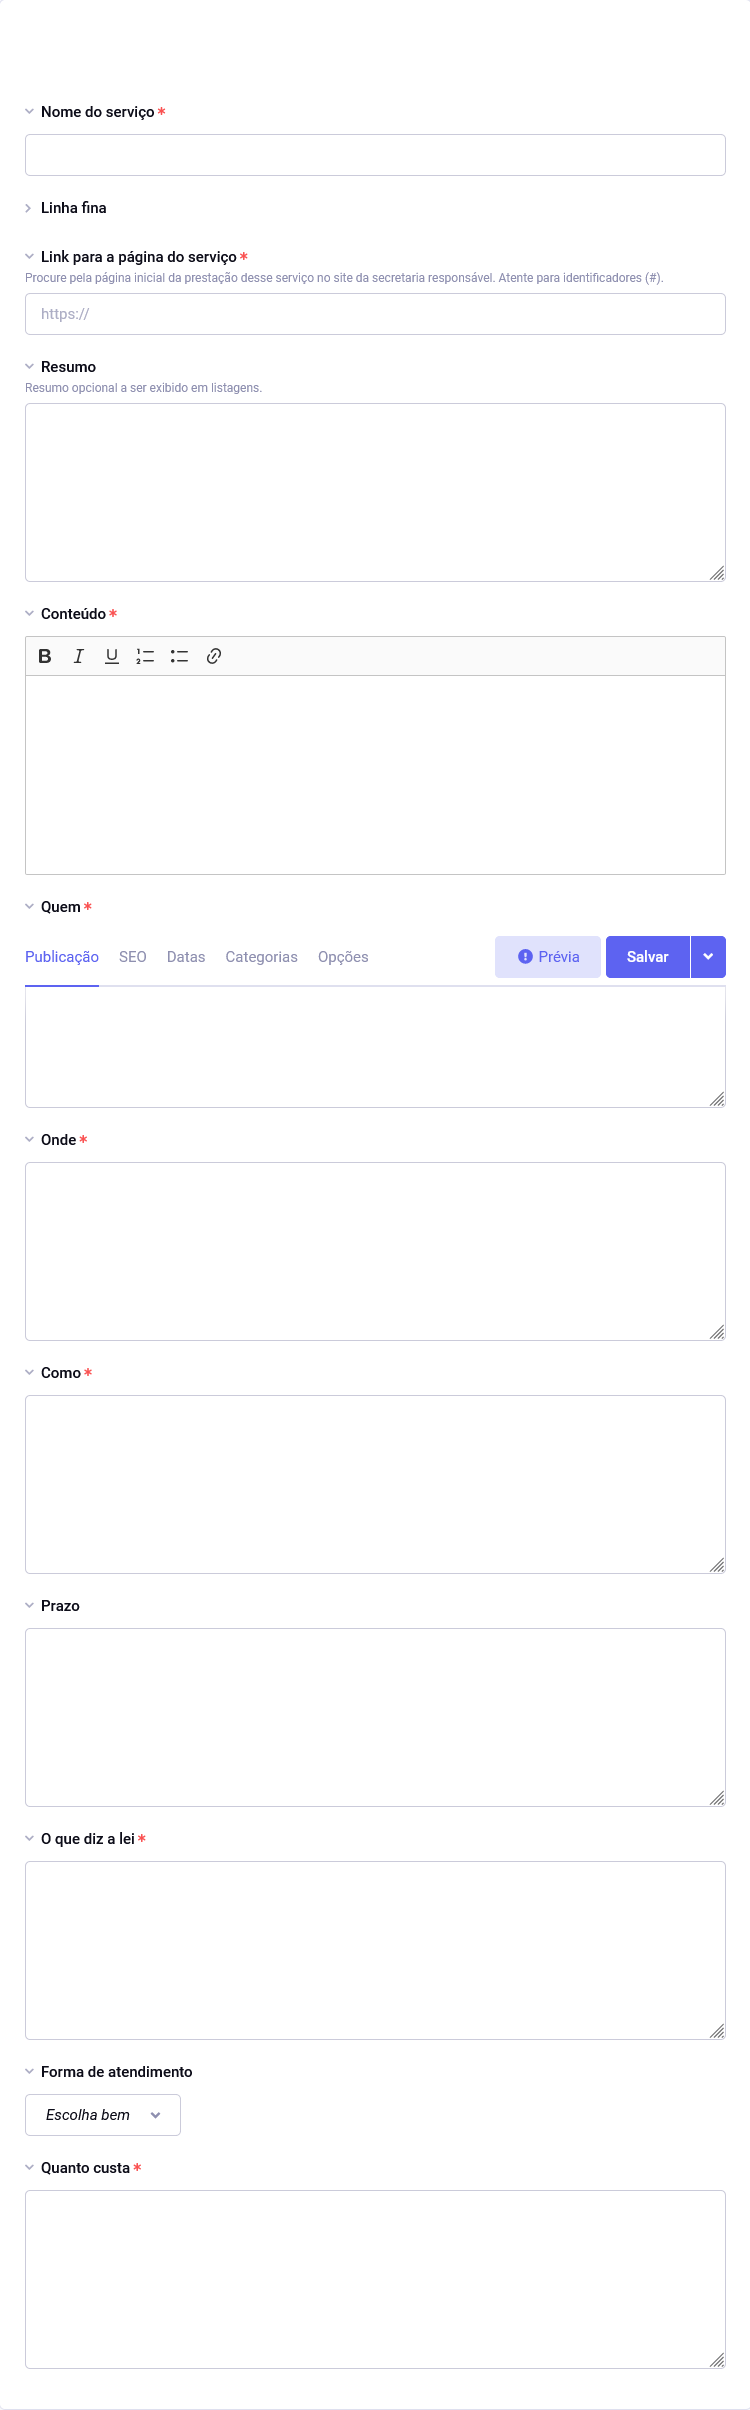 Nome do serviço *
Linha fina
Link para a página do serviço *
Procure pela página inicial da prestação desse serviço no site da secretaria responsável. Atente para identificadores (#).
https://
Resumo
Resumo opcional a ser exibido em listagens.
Conteúdo *
B I U
Quem *
Publicação SEO Datas Categorias Opções Prévia Salvar
Onde *
Como *
Prazo
O que diz a lei *
Forma de atendimento
Escolha bem
Quanto custa *